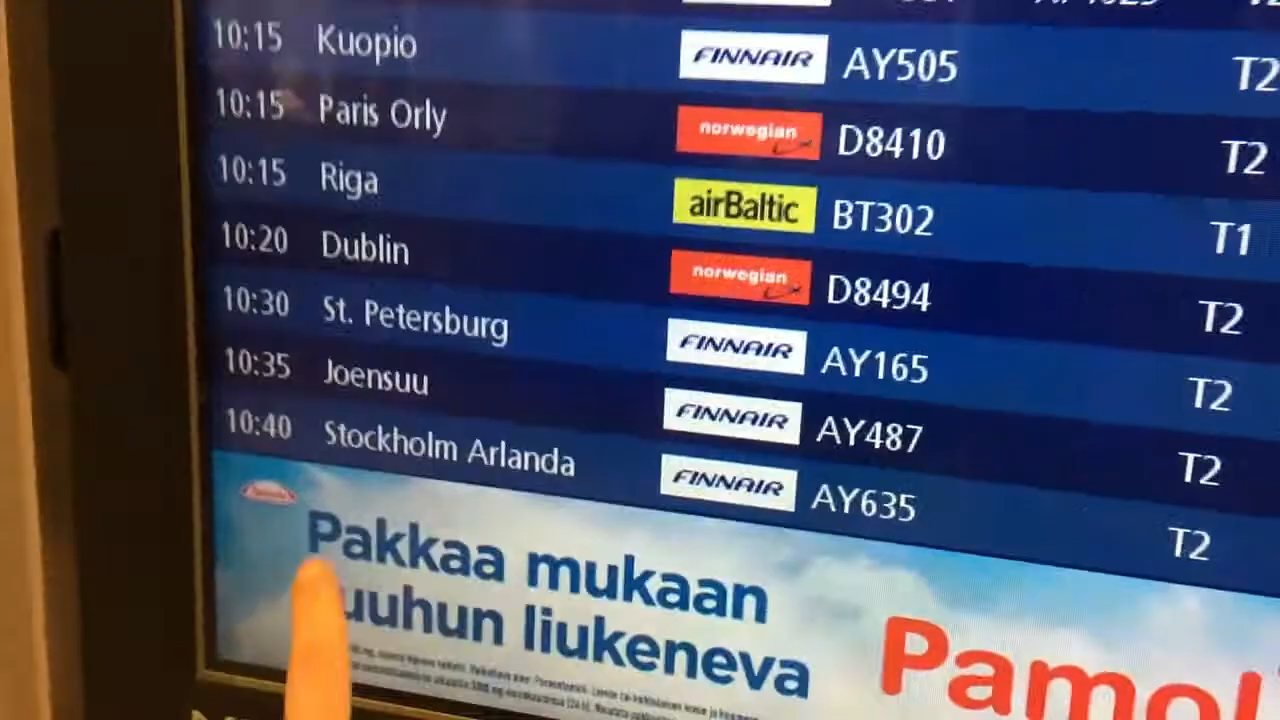 10:15 Kuopio FINNAIR AY505 T2
10:15 Paris Orly norwegian D8410 T2
10:15 Riga airBaltic BT302 T1
10:20 Dublin norwegian D8494 T2
10:30 St. Petersburg FINNAIR AY165 T2
10:35 Joensuu FINNAIR AY487 T2
10:40 Stockholm Arlanda FINNAIR AY635 T2
Pakkaa mukaan
uuhun liukeneva
Pamol